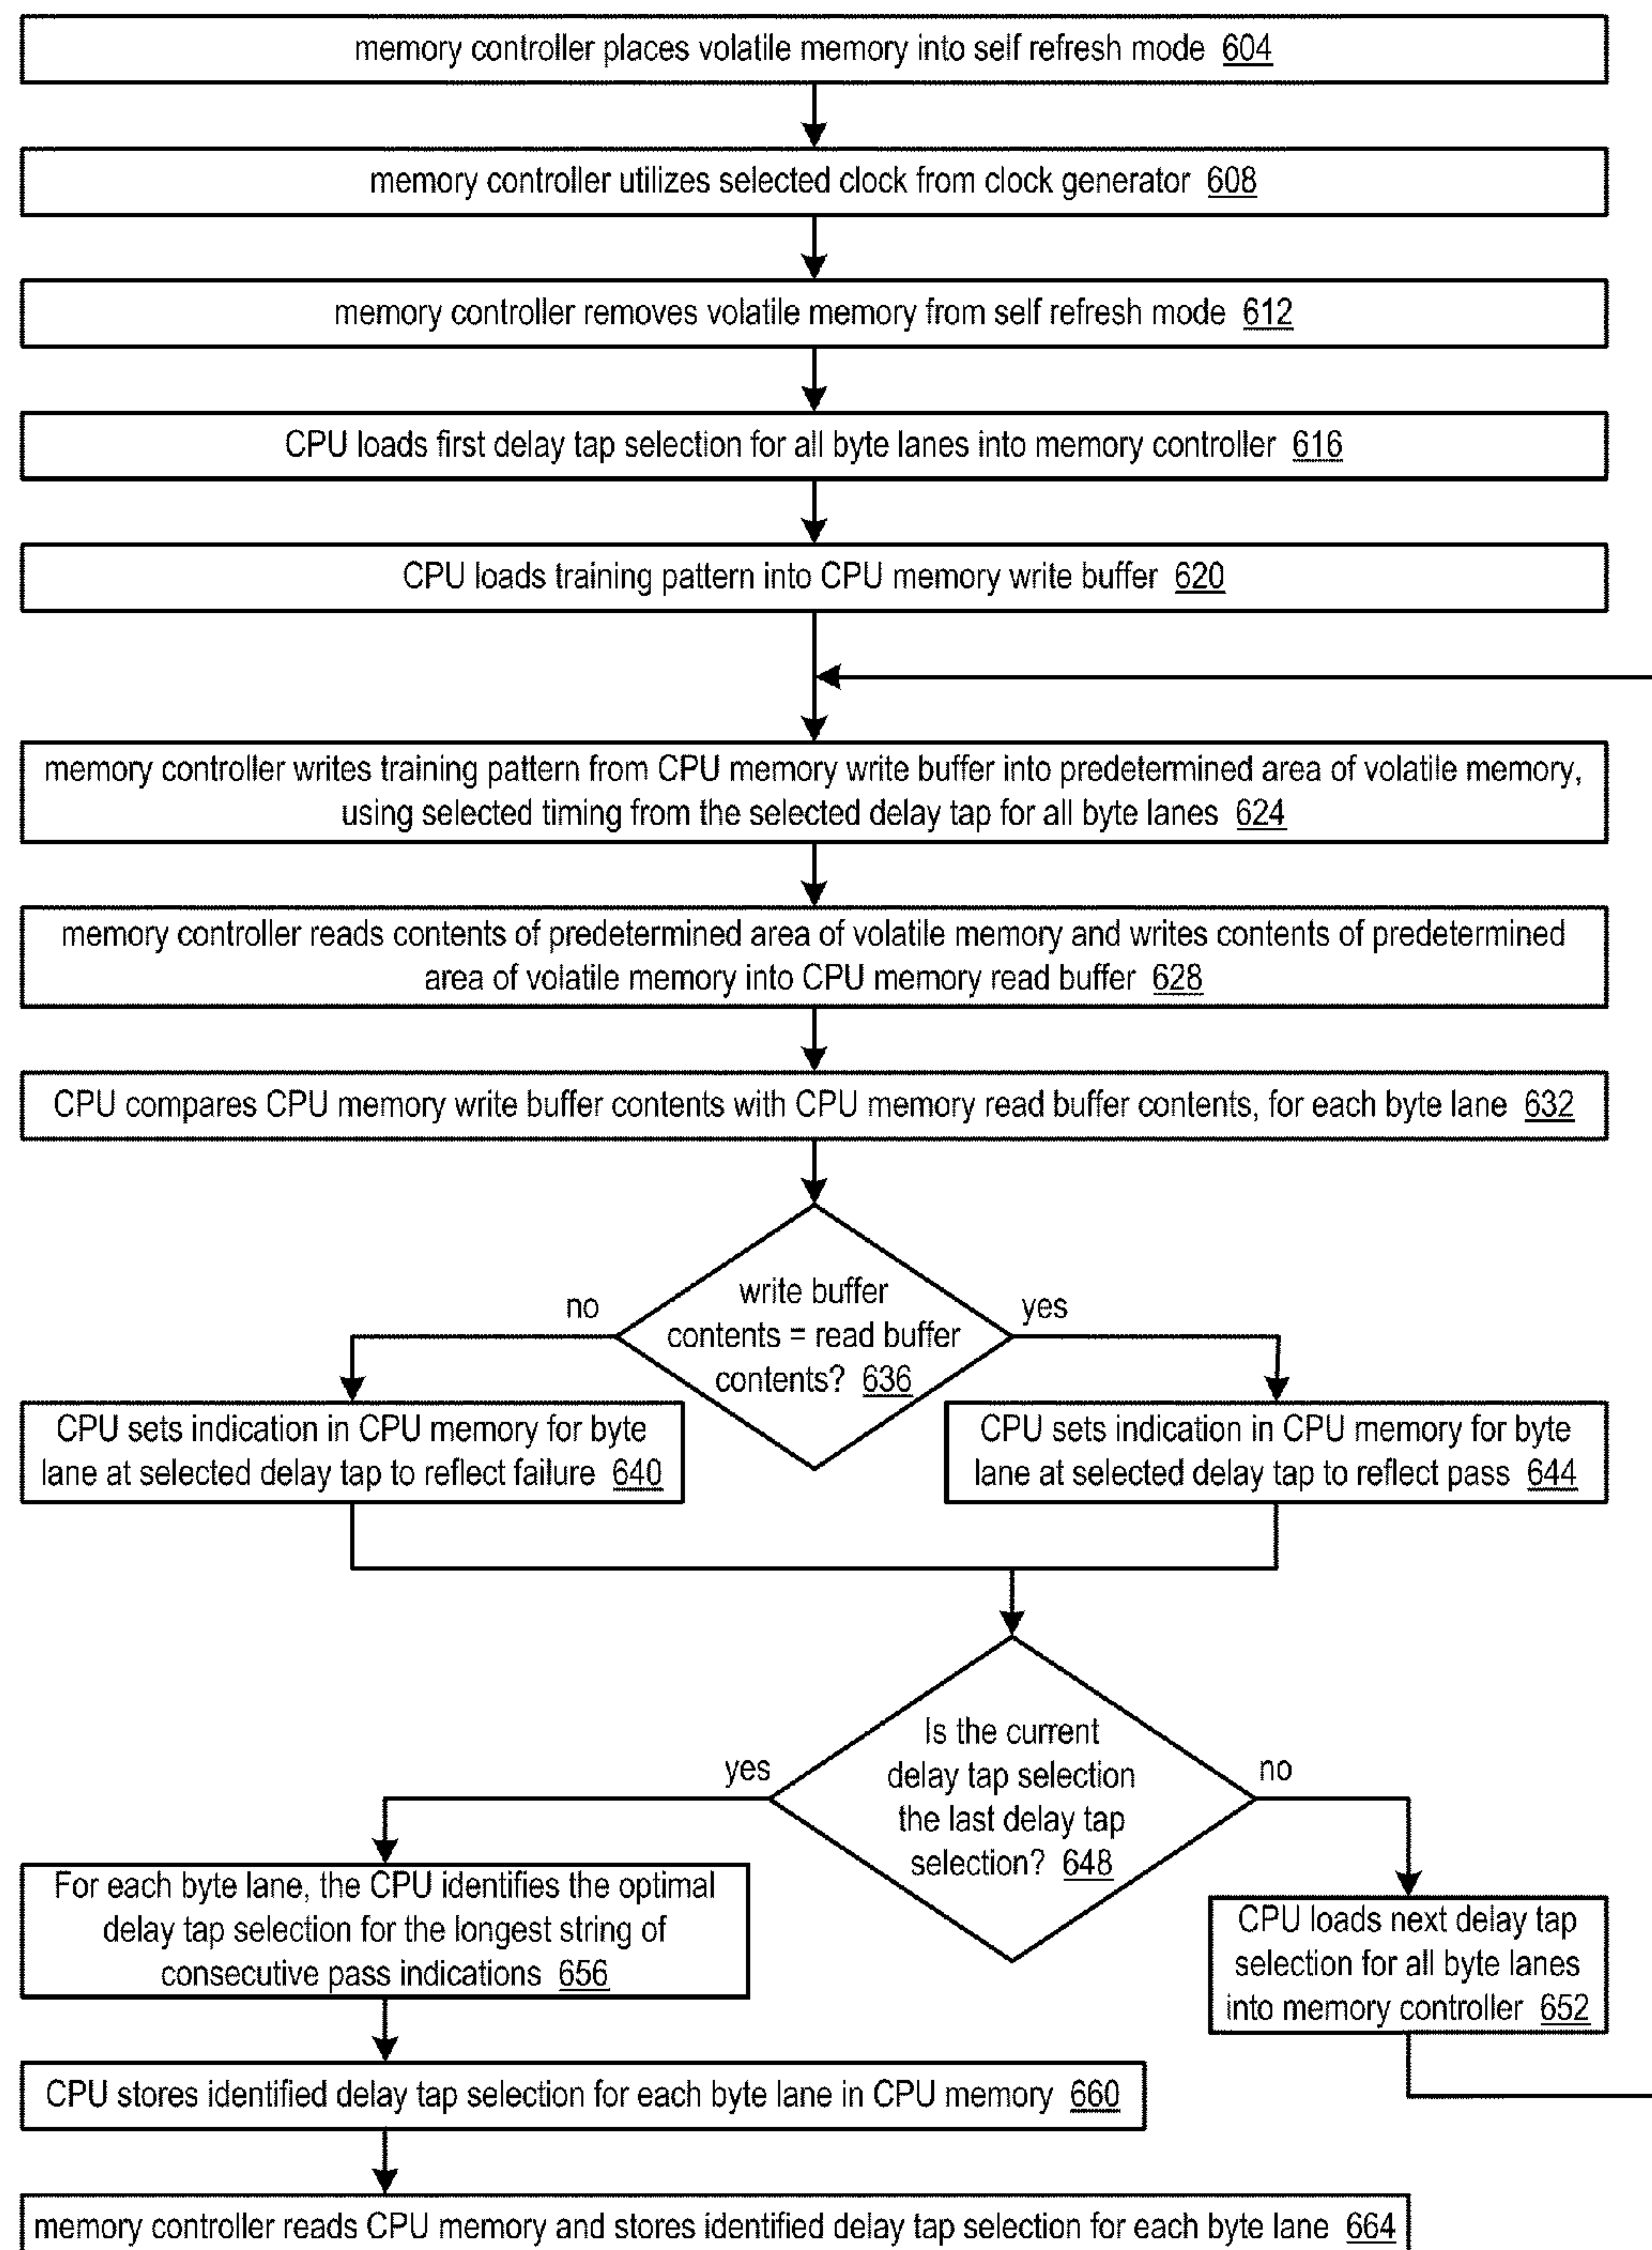 memory controller places volatile memory into self refresh mode 604
memory controller utilizes selected clock from clock generator 608
memory controller removes volatile memory from self refresh mode 612
CPU loads first delay tap selection for all byte lanes into memory controller 616
CPU loads training pattern into CPU memory write buffer 620
memory controller writes training pattern from CPU memory write buffer into predetermined area of volatile memory,
using selected timing from the selected delay tap for all byte lanes 624
memory controller reads contents of predetermined area of volatile memory and writes contents of predetermined
area of volatile memory into CPU memory read buffer 628
CPU compares CPU memory write buffer contents with CPU memory read buffer contents, for each byte lane 632
write buffer
contents = read buffer
contents? 636
no
yes
CPU sets indication in CPU memory for byte
lane at selected delay tap to reflect failure 640
CPU sets indication in CPU memory for byte
lane at selected delay tap to reflect pass 644
Is the current
delay tap selection
the last delay tap
selection? 648
yes
no
For each byte lane, the CPU identifies the optimal
delay tap selection for the longest string of
consecutive pass indications 656
CPU loads next delay tap
selection for all byte lanes
into memory controller 652
CPU stores identified delay tap selection for each byte lane in CPU memory 660
memory controller reads CPU memory and stores identified delay tap selection for each byte lane 664